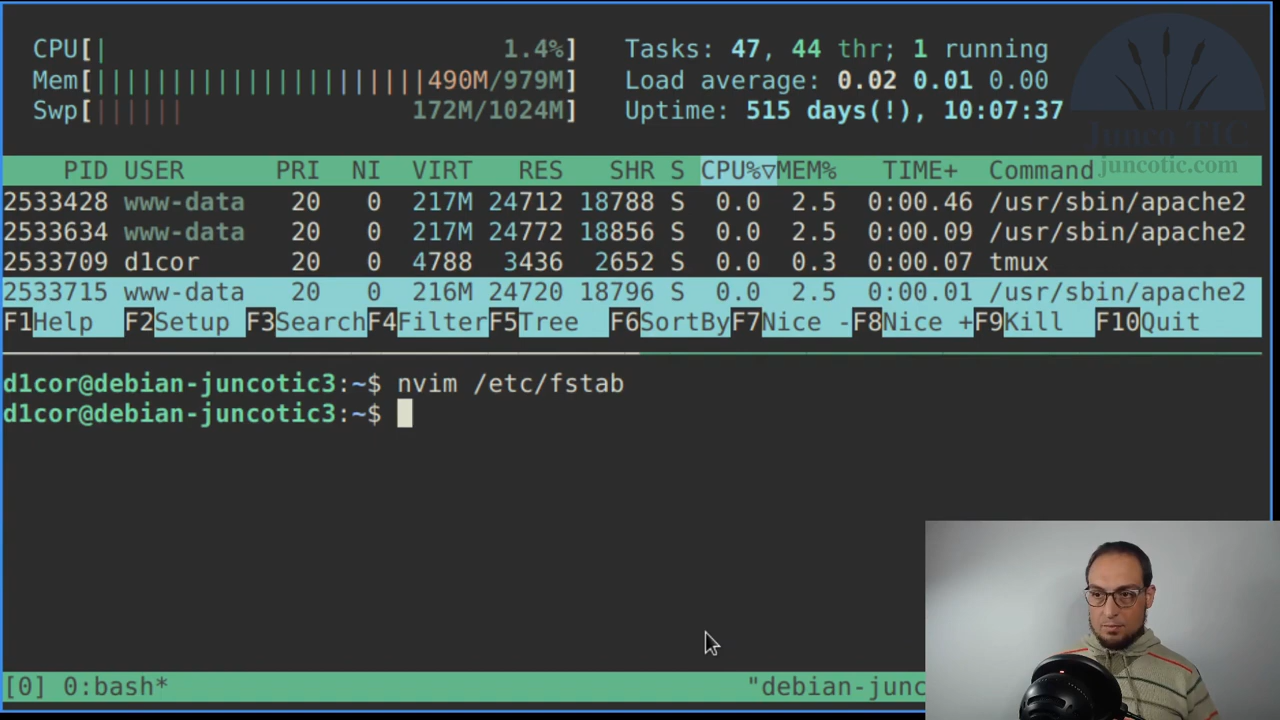 CPU[| 1.4%] Tasks: 47, 44 thr; 1 running
Mem[||||||||||||||||||||||490M/979M] Load average: 0.02 0.01 0.00
Swp[|||||| 172M/1024M] Uptime: 515 days(!), 10:07:37
Junco TIC
juncotic.com
PID USER PRI NI VIRT RES SHR S CPU%▽MEM% TIME+ Command
2533428 www-data 20 0 217M 24712 18788 S 0.0 2.5 0:00.46 /usr/sbin/apache2
2533634 www-data 20 0 217M 24772 18856 S 0.0 2.5 0:00.09 /usr/sbin/apache2
2533709 d1cor 20 0 4788 3436 2652 S 0.0 0.3 0:00.07 tmux
2533715 www-data 20 0 216M 24720 18796 S 0.0 2.5 0:00.01 /usr/sbin/apache2
F1Help F2Setup F3SearchF4FilterF5Tree F6SortByF7Nice -F8Nice +F9Kill F10Quit
d1cor@debian-juncotic3:~$ nvim /etc/fstab
d1cor@debian-juncotic3:~$
[0] 0:bash* "debian-junc